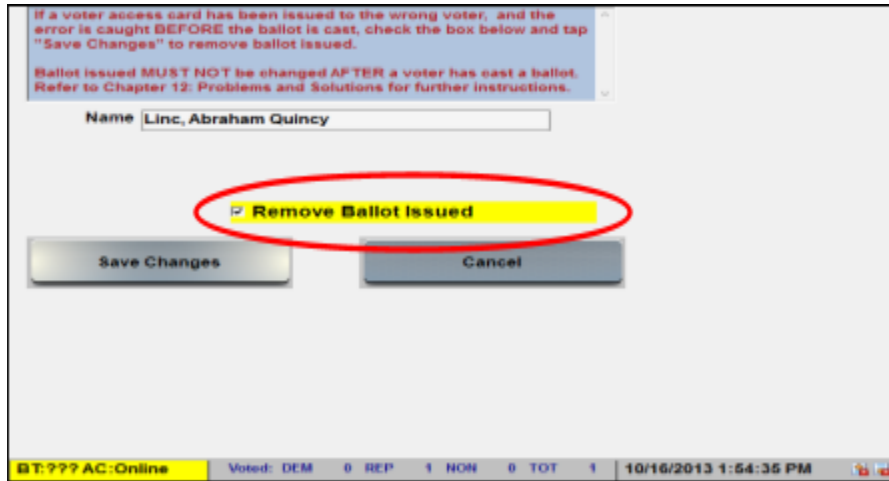 If a voter access card has been issued to the wrong voter, and the
error is caught BEFORE the ballot is cast, check the box below and tap
"Save Changes" to remove ballot issued.
Ballot issued MUST NOT be changed AFTER a voter has cast a ballot.
Refer to Chapter 12: Problems and Solutions for further instructions.
Name Linc, Abraham Quincy
Remove Ballot Issued
Save Changes Cancel
BT:??? AC:Online Voted: DEM 0 REP 1 NON 0 TOT 1 10/16/2013 1:54:35 PM